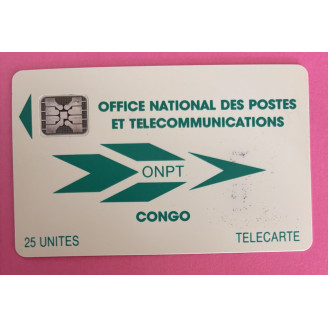 OFFICE NATIONAL DES POSTES
ET TELECOMMUNICATIONS
ONPT
CONGO
25 UNITES TELECARTE